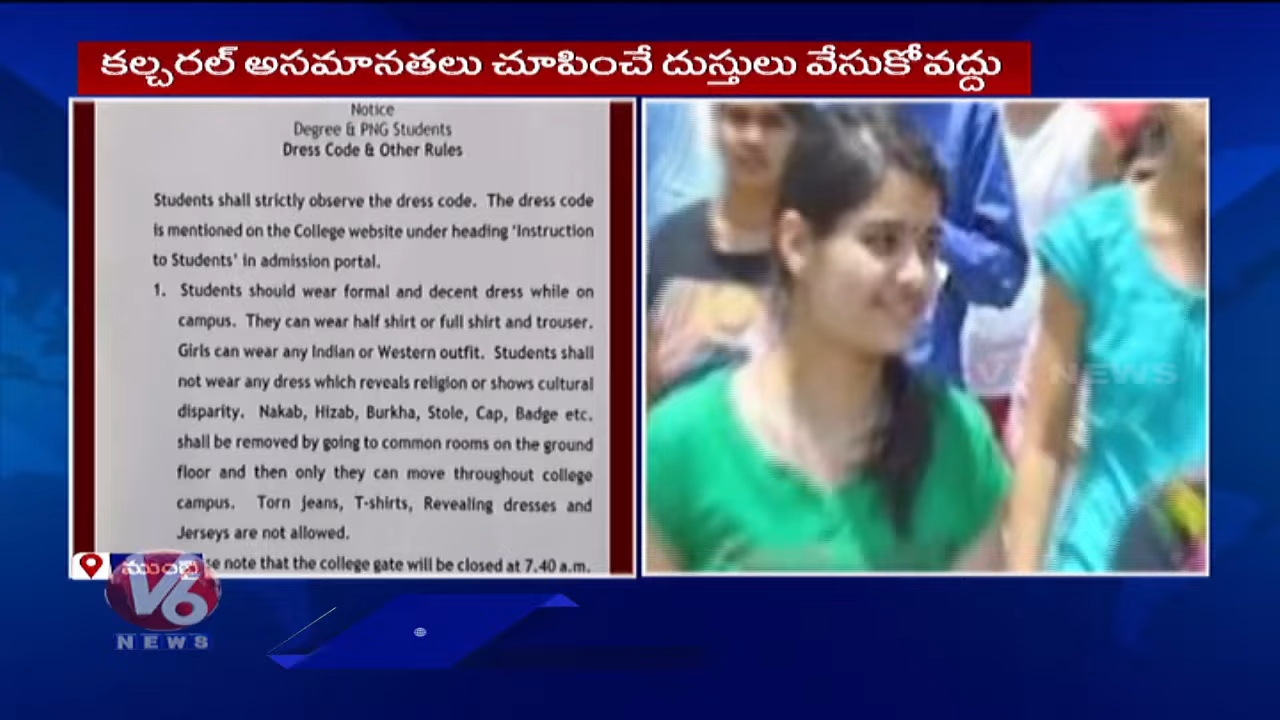 కల్చరల్ అసమానతలు చూపించే దుస్తులు వేసుకోవద్దు
Notice
Degree & PNG Students
Dress Code & Other Rules
Students shall strictly observe the dress code. The dress code
is mentioned on the College website under heading 'Instruction
to Students' in admission portal.
1. Students should wear formal and decent dress while on
campus. They can wear half shirt or full shirt and trouser.
Girls can wear any Indian or Western outfit. Students shall
not wear any dress which reveals religion or shows cultural
disparity. Nakab, Hizab, Burkha, Stole, Cap, Badge etc.
shall be removed by going to common rooms on the ground
floor and then only they can move throughout college
campus. Torn jeans, T-shirts, Revealing dresses and
Jerseys are not allowed.
note that the college gate will be closed at 7.40 a.m.
V6 NEWS
V6
NEWS